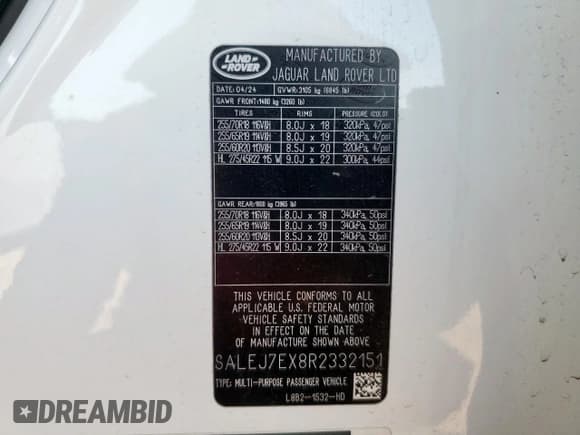 LAND
ROVER
MANUFACTURED BY
JAGUAR LAND ROVER LTD
DATE: 04/24 GVWR: 3105 kg (6845 lb)
GAWR FRONT: 1480 kg (3260 lb)
TIRES RIMS PRESSURE (COLD)
255/70R18 116V&H 8.0J x 18 320kPa, 47psi
255/65R19 114V&H 8.0J x 19 320kPa, 47psi
255/60R20 113V&H 8.5J x 20 320kPa, 47psi
HL 275/45R22 115 W 9.0J x 22 300kPa, 44psi
GAWR REAR: 1800 kg (3965 lb)
255/70R18 116V&H 8.0J x 18 340kPa, 50psi
255/65R19 114V&H 8.0J x 19 340kPa, 50psi
255/60R20 113V&H 8.5J x 20 340kPa, 50psi
HL 275/45R22 115 W 9.0J x 22 340kPa, 50psi
THIS VEHICLE CONFORMS TO ALL
APPLICABLE U.S. FEDERAL MOTOR
VEHICLE SAFETY STANDARDS
IN EFFECT ON THE DATE
OF MANUFACTURE SHOWN ABOVE
SALEJ7EX8R2332151
TYPE: MULTI-PURPOSE PASSENGER VEHICLE
L8B2-1532-HD
DREAMBID